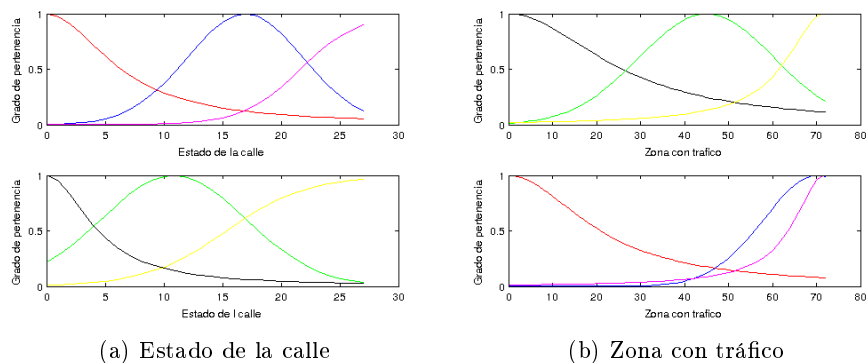 Grado de pertenencia
1
0.5
0
0 5 10 15 20 25 30
Estado de la calle
Grado de pertenencia
1
0.5
0
0 10 20 30 40 50 60 70 80
Zona con trafico
Grado de pertenencia
1
0.5
0
0 5 10 15 20 25 30
Estado de l calle
Grado de pertenencia
1
0.5
0
0 10 20 30 40 50 60 70 80
Zona con trafico
(a) Estado de la calle
(b) Zona con tráfico